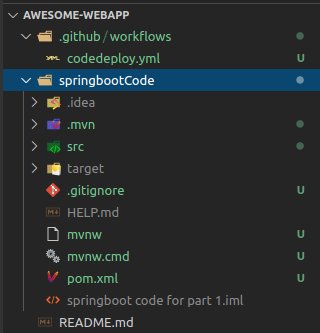 AWESOME-WEBAPP
.github/workflows
codedeploy.yml U
springbootCode
.idea
.mvn
src
target
.gitignore U
HELP.md
mvnw U
mvnw.cmd U
pom.xml U
springboot code for part 1.iml
README.md